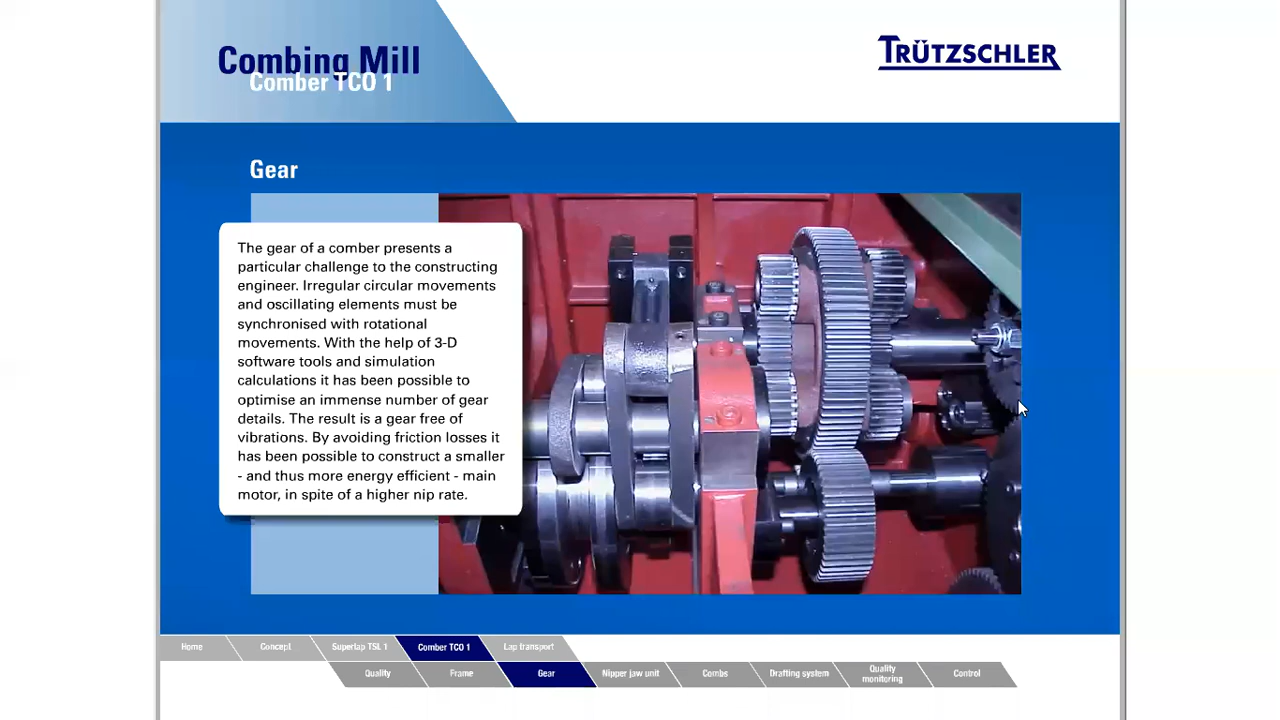 Combing Mill
Comber TCO 1
TRÜTZSCHLER
Gear
The gear of a comber presents a
particular challenge to the constructing
engineer. Irregular circular movements
and oscillating elements must be
synchronised with rotational
movements. With the help of 3-D
software tools and simulation
calculations it has been possible to
optimise an immense number of gear
details. The result is a gear free of
vibrations. By avoiding friction losses it
has been possible to construct a smaller
- and thus more energy efficient - main
motor, in spite of a higher nip rate.
Home
Concept
Superlap TSL 1
Comber TCO 1
Lap transport
Quality
Frame
Gear
Nipper jaw unit
Combs
Drafting system
Quality
monitoring
Control